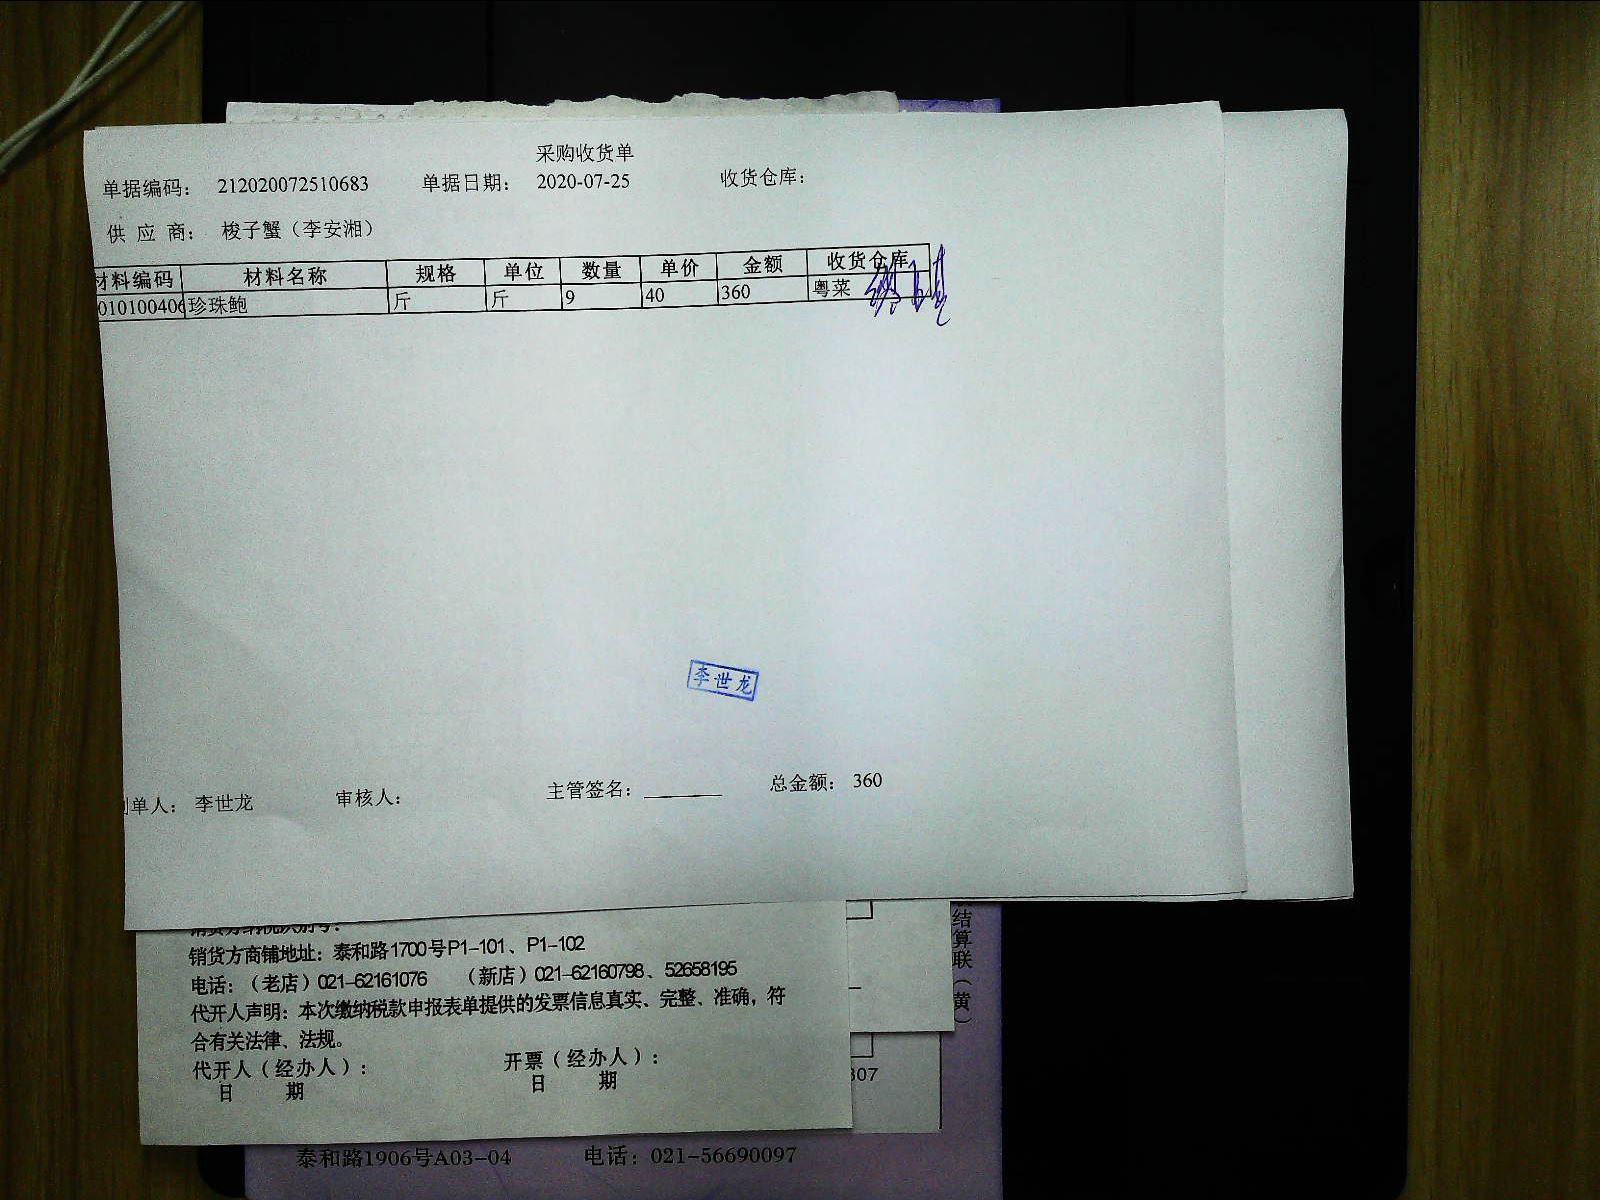 采购收货单
单据编码： 212020072510683 单据日期： 2020-07-25 收货仓库：
供 应 商： 梭子蟹（李安湘）
材料编码 材料名称 规格 单位 数量 单价 金额 收货仓库
010100406 珍珠鲍 斤 斤 9 40 360 粤菜
李世龙
制单人： 李世龙 审核人： 主管签名： 总金额： 360
销货方商铺地址：泰和路1700号P1-101、P1-102
电话：（老店）021-62161076 （新店）021-62160798、52658195
代开人声明：本次缴纳税款申报表单提供的发票信息真实、完整、准确，符
合有关法律、法规。
代开人（经办人）： 开票（经办人）：
日 期 日 期
结算联（黄）
307
泰和路1906号A03-04 电话：021-56690097